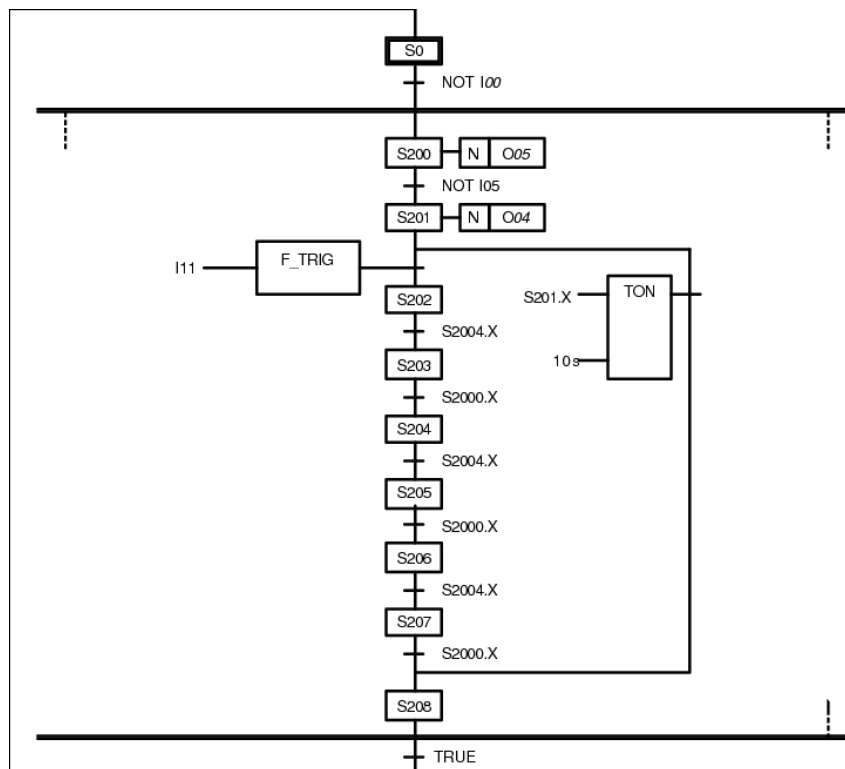 S0
NOT I00
S200 N O05
NOT I05
S201 N O04
I11 F_TRIG
S202
S201.X TON
S2004.X
10s
S203
S2000.X
S204
S2004.X
S205
S2000.X
S206
S2004.X
S207
S2000.X
S208
TRUE